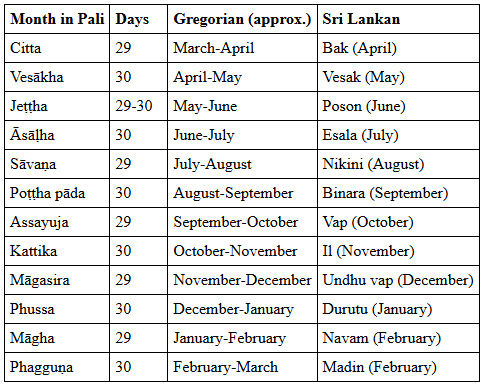 Month in Pali Days Gregorian (approx.) Sri Lankan
Citta 29 March-April Bak (April)
Vesākha 30 April-May Vesak (May)
Jeṭṭha 29-30 May-June Poson (June)
Āsāḷha 30 June-July Esala (July)
Sāvaṇa 29 July-August Nikini (August)
Poṭṭha pāda 30 August-September Binara (September)
Assayuja 29 September-October Vap (October)
Kattika 30 October-November Il (November)
Māgasira 29 November-December Undhu vap (December)
Phussa 30 December-January Durutu (January)
Māgha 29 January-February Navam (February)
Phagguṇa 30 February-March Madin (February)